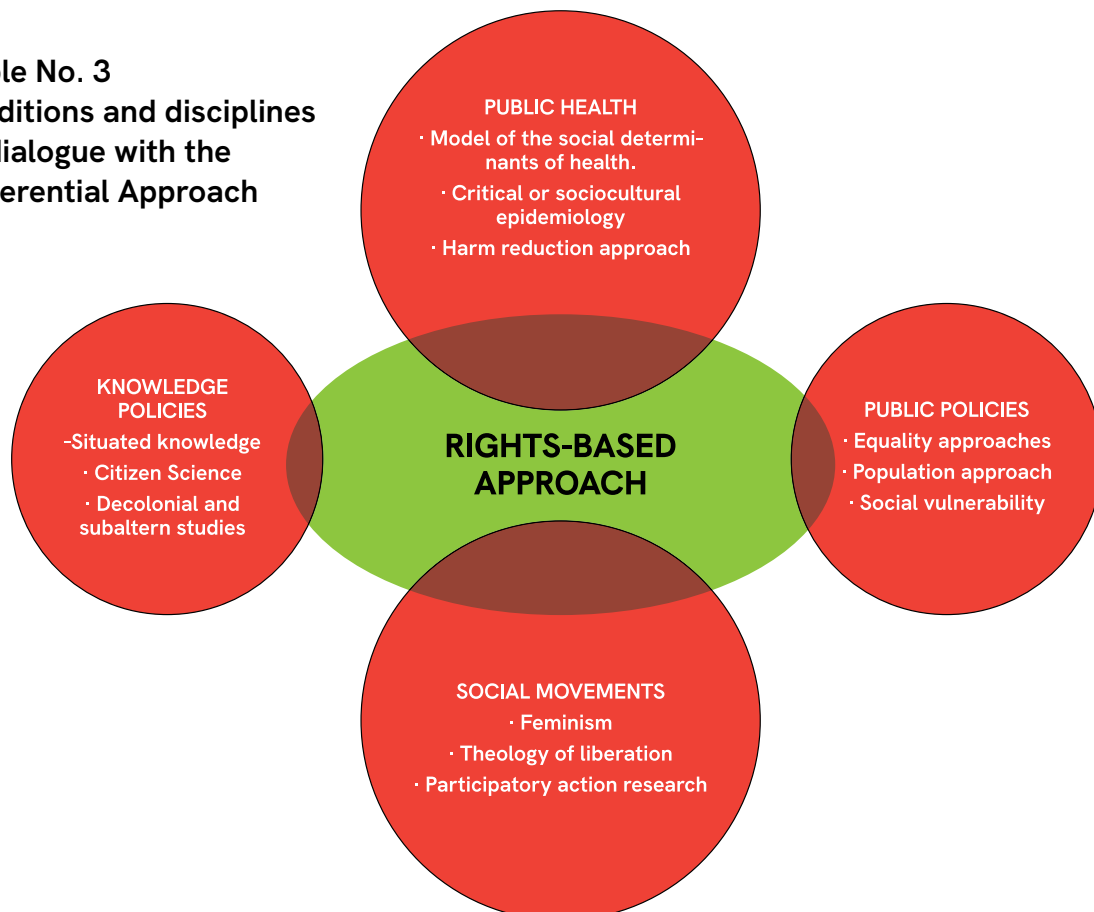 ole No. 3
ditions and disciplines
dialogue with the
erential Approach
PUBLIC HEALTH
· Model of the social determi-
nants of health.
· Critical or sociocultural
epidemiology
· Harm reduction approach
KNOWLEDGE
POLICIES
-Situated knowledge
· Citizen Science
· Decolonial and
subaltern studies
RIGHTS-BASED
APPROACH
PUBLIC POLICIES
· Equality approaches
· Population approach
· Social vulnerability
SOCIAL MOVEMENTS
· Feminism
· Theology of liberation
· Participatory action research